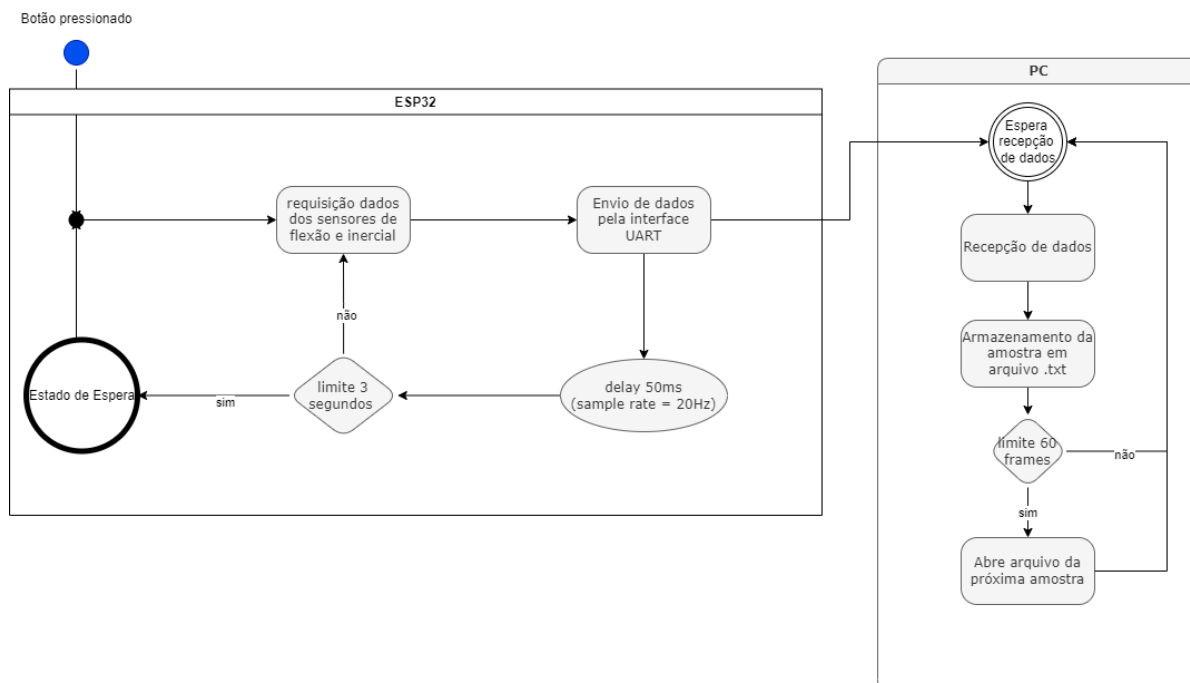 Botão pressionado
ESP32
requisição dados
dos sensores de
flexão e inercial
Envio de dados
pela interface
UART
não
Estado de Espera
sim
limite 3
segundos
delay 50ms
(sample rate = 20Hz)
PC
Espera
recepção
de dados
Recepção de dados
Armazenamento da
amostra em
arquivo .txt
limite 60
frames
não
sim
Abre arquivo da
próxima amostra